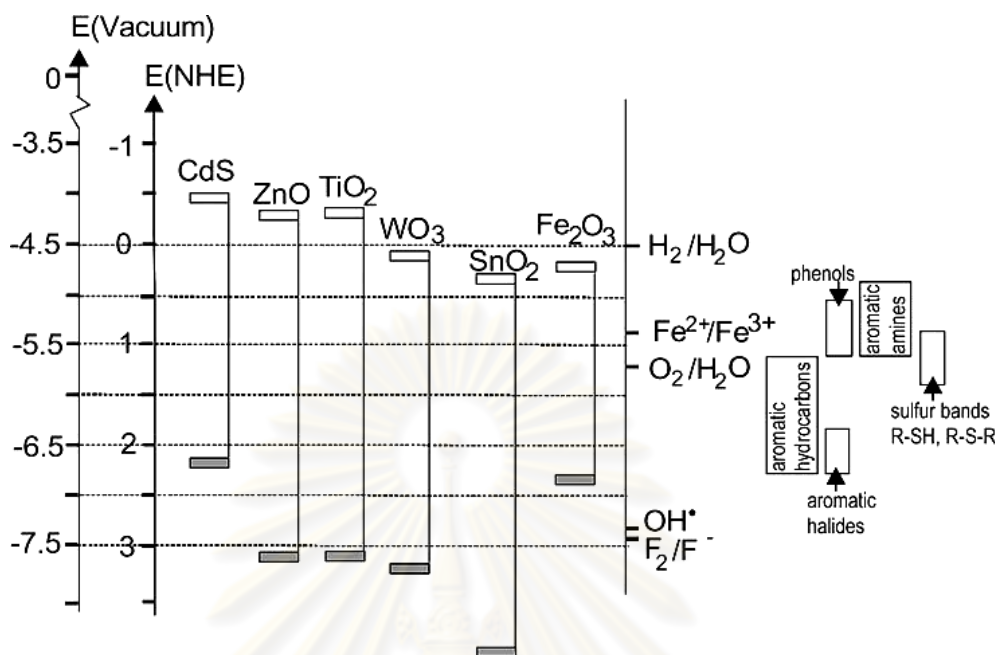 E(Vacuum)
E(NHE)
0
-3.5
-4.5
-5.5
-6.5
-7.5
-1
0
1
2
3
CdS
ZnO
TiO2
WO3
SnO2
Fe2O3
H2/H2O
Fe2+/Fe3+
O2/H2O
OH•
F2/F-
phenols
aromatic
amines
aromatic
hydrocarbons
sulfur bands
R-SH, R-S-R
aromatic
halides